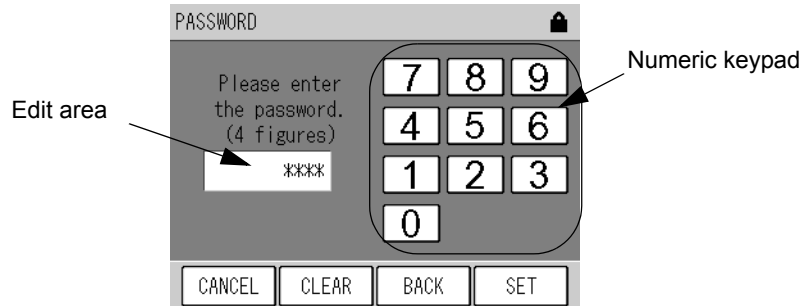 PASSWORD
Numeric keypad
Edit area
Please enter
the password.
(4 figures)
****
7 8 9
4 5 6
1 2 3
0
CANCEL CLEAR BACK SET